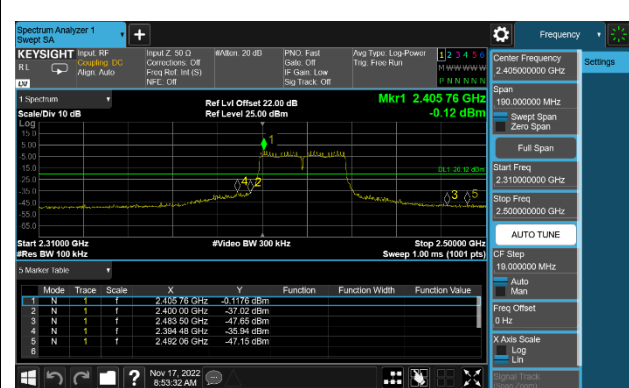 Spectrum Analyzer 1
Swept SA
Frequency
KEYSIGHT
RL
Input: RF
Coupling: DC
Align: Auto
Input Z: 50 Ω
Corrections: Off
Freq Ref: Int (S)
NFE: Off
#Atten: 20 dB
PNO: Fast
Gate: Off
IF Gain: Low
Sig Track: Off
Avg Type: Log-Power
Trig: Free Run
1 2 3 4 5 6
M W W W W W
P N N N N N
1 Spectrum
Scale/Div 10 dB
Ref Lvl Offset 22.00 dB
Ref Level 25.00 dBm
Mkr1 2.405 76 GHz
-0.12 dBm
Log
15.0
5.00
-5.00
-15.0
-25.0
-35.0
-45.0
-55.0
-65.0
1
4
2
3
5
DL1 -20.12 dBm
Start 2.31000 GHz
#Res BW 100 kHz
#Video BW 300 kHz
Stop 2.50000 GHz
Sweep 1.00 ms (1001 pts)
5 Marker Table
Mode Trace Scale X Y Function Function Width Function Value
1 N 1 f 2.405 76 GHz -0.1176 dBm
2 N 1 f 2.400 00 GHz -37.02 dBm
3 N 1 f 2.483 50 GHz -47.65 dBm
4 N 1 f 2.394 48 GHz -35.94 dBm
5 N 1 f 2.492 06 GHz -47.15 dBm
6
Nov 17, 2022
8:53:32 AM
Center Frequency
2.405000000 GHz
Settings
Span
190.000000 MHz
Swept Span
Zero Span
Full Span
Start Freq
2.310000000 GHz
Stop Freq
2.500000000 GHz
AUTO TUNE
CF Step
19.000000 MHz
Auto
Man
Freq Offset
0 Hz
X Axis Scale
Log
Lin
Signal Track
(Span Zoom)